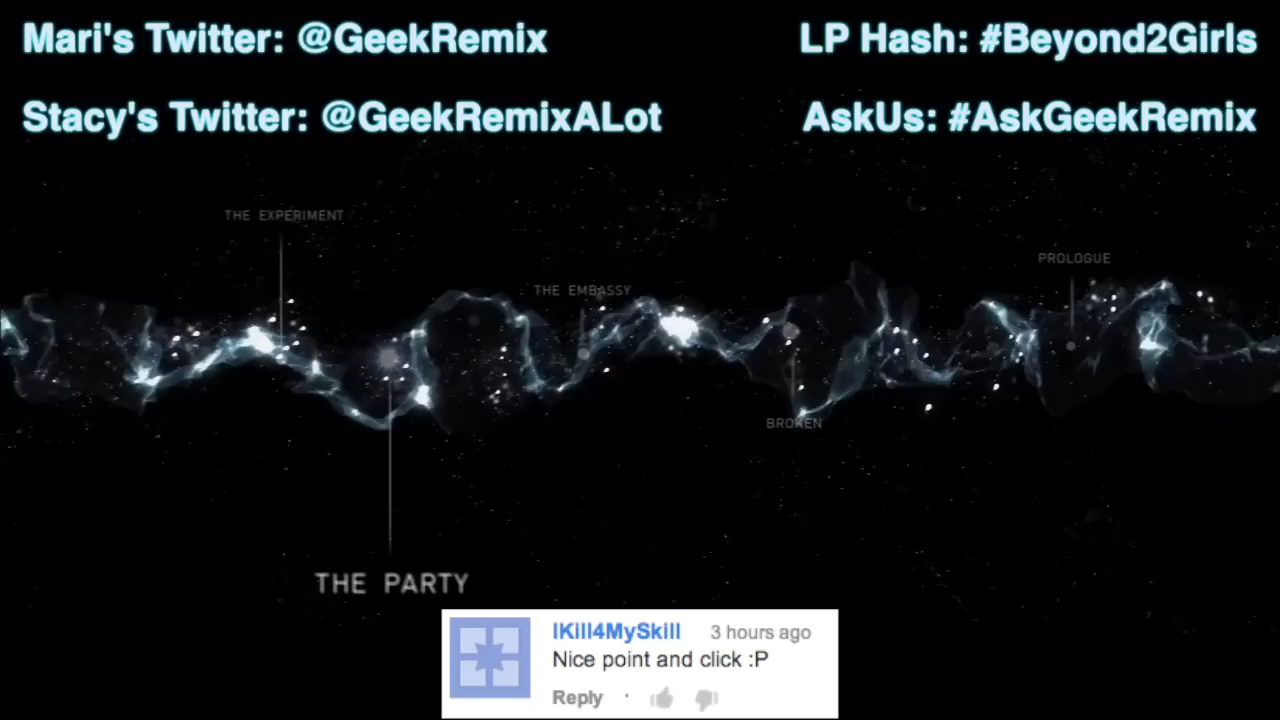 Mari's Twitter: @GeekRemix
LP Hash: #Beyond2Girls
Stacy's Twitter: @GeekRemixALot
AskUs: #AskGeekRemix
THE EXPERIMENT
PROLOGUE
THE EMBASSY
BROKEN
THE PARTY
IKill4MySkill 3 hours ago
Nice point and click :P
Reply ·